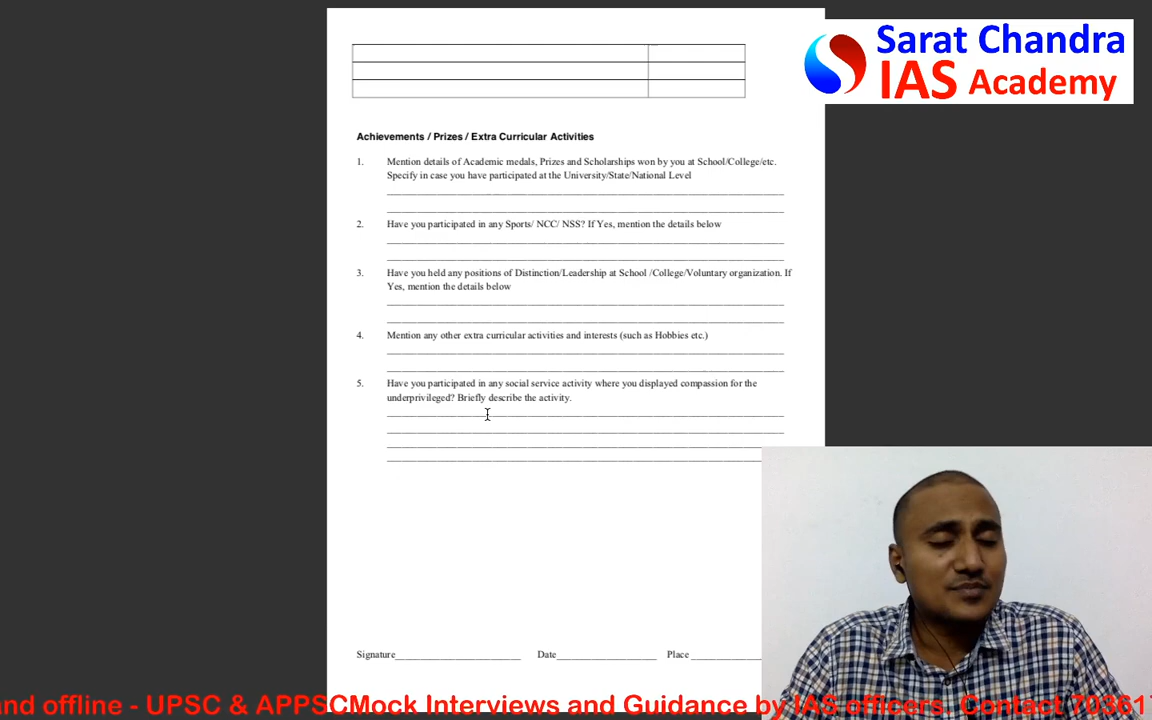 Sarat Chandra
IAS Academy
Achievements / Prizes / Extra Curricular Activities
1. Mention details of Academic medals, Prizes and Scholarships won by you at School/College/etc.
Specify in case you have participated at the University/State/National Level
2. Have you participated in any Sports/ NCC/ NSS? If Yes, mention the details below
3. Have you held any positions of Distinction/Leadership at School /College/Voluntary organization. If
Yes, mention the details below
4. Mention any other extra curricular activities and interests (such as Hobbies etc.)
5. Have you participated in any social service activity where you displayed compassion for the
underprivileged? Briefly describe the activity.
Signature____________________ Date________________ Place ____________
and offline - UPSC & APPSCMock Interviews and Guidance by IAS officers. Contact 70361